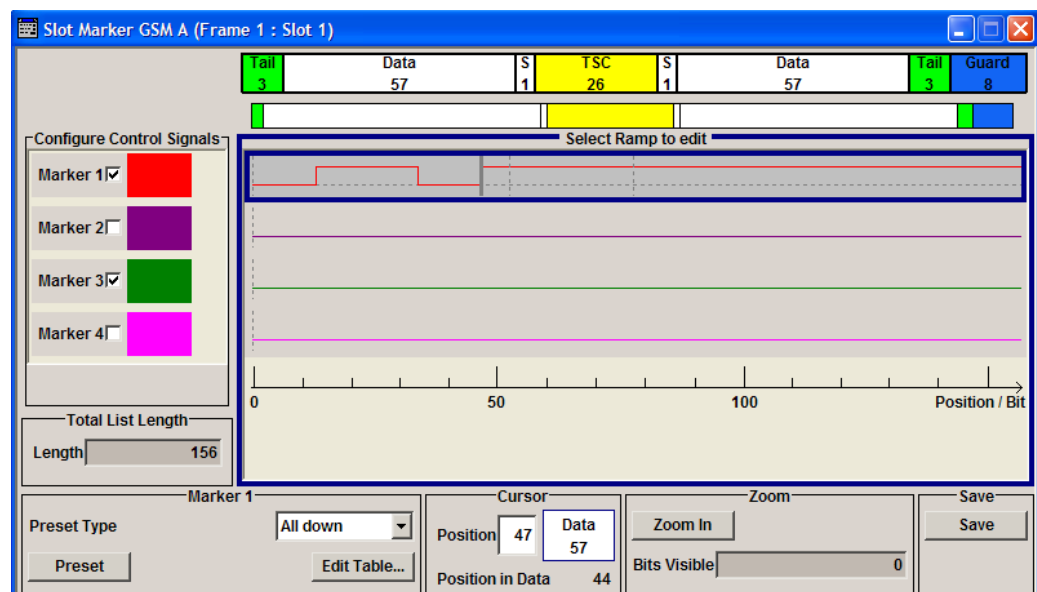 Slot Marker GSM A (Frame 1 : Slot 1)
Tail Data S TSC S Data Tail Guard
3 57 1 26 1 57 3 8
Configure Control Signals
Select Ramp to edit
Marker 1
Marker 2
Marker 3
Marker 4
0 50 100 Position / Bit
Total List Length
Length 156
Marker 1
Preset Type All down
Preset Edit Table...
Cursor
Position 47 Data
57
Position in Data 44
Zoom
Zoom In
Bits Visible 0
Save
Save